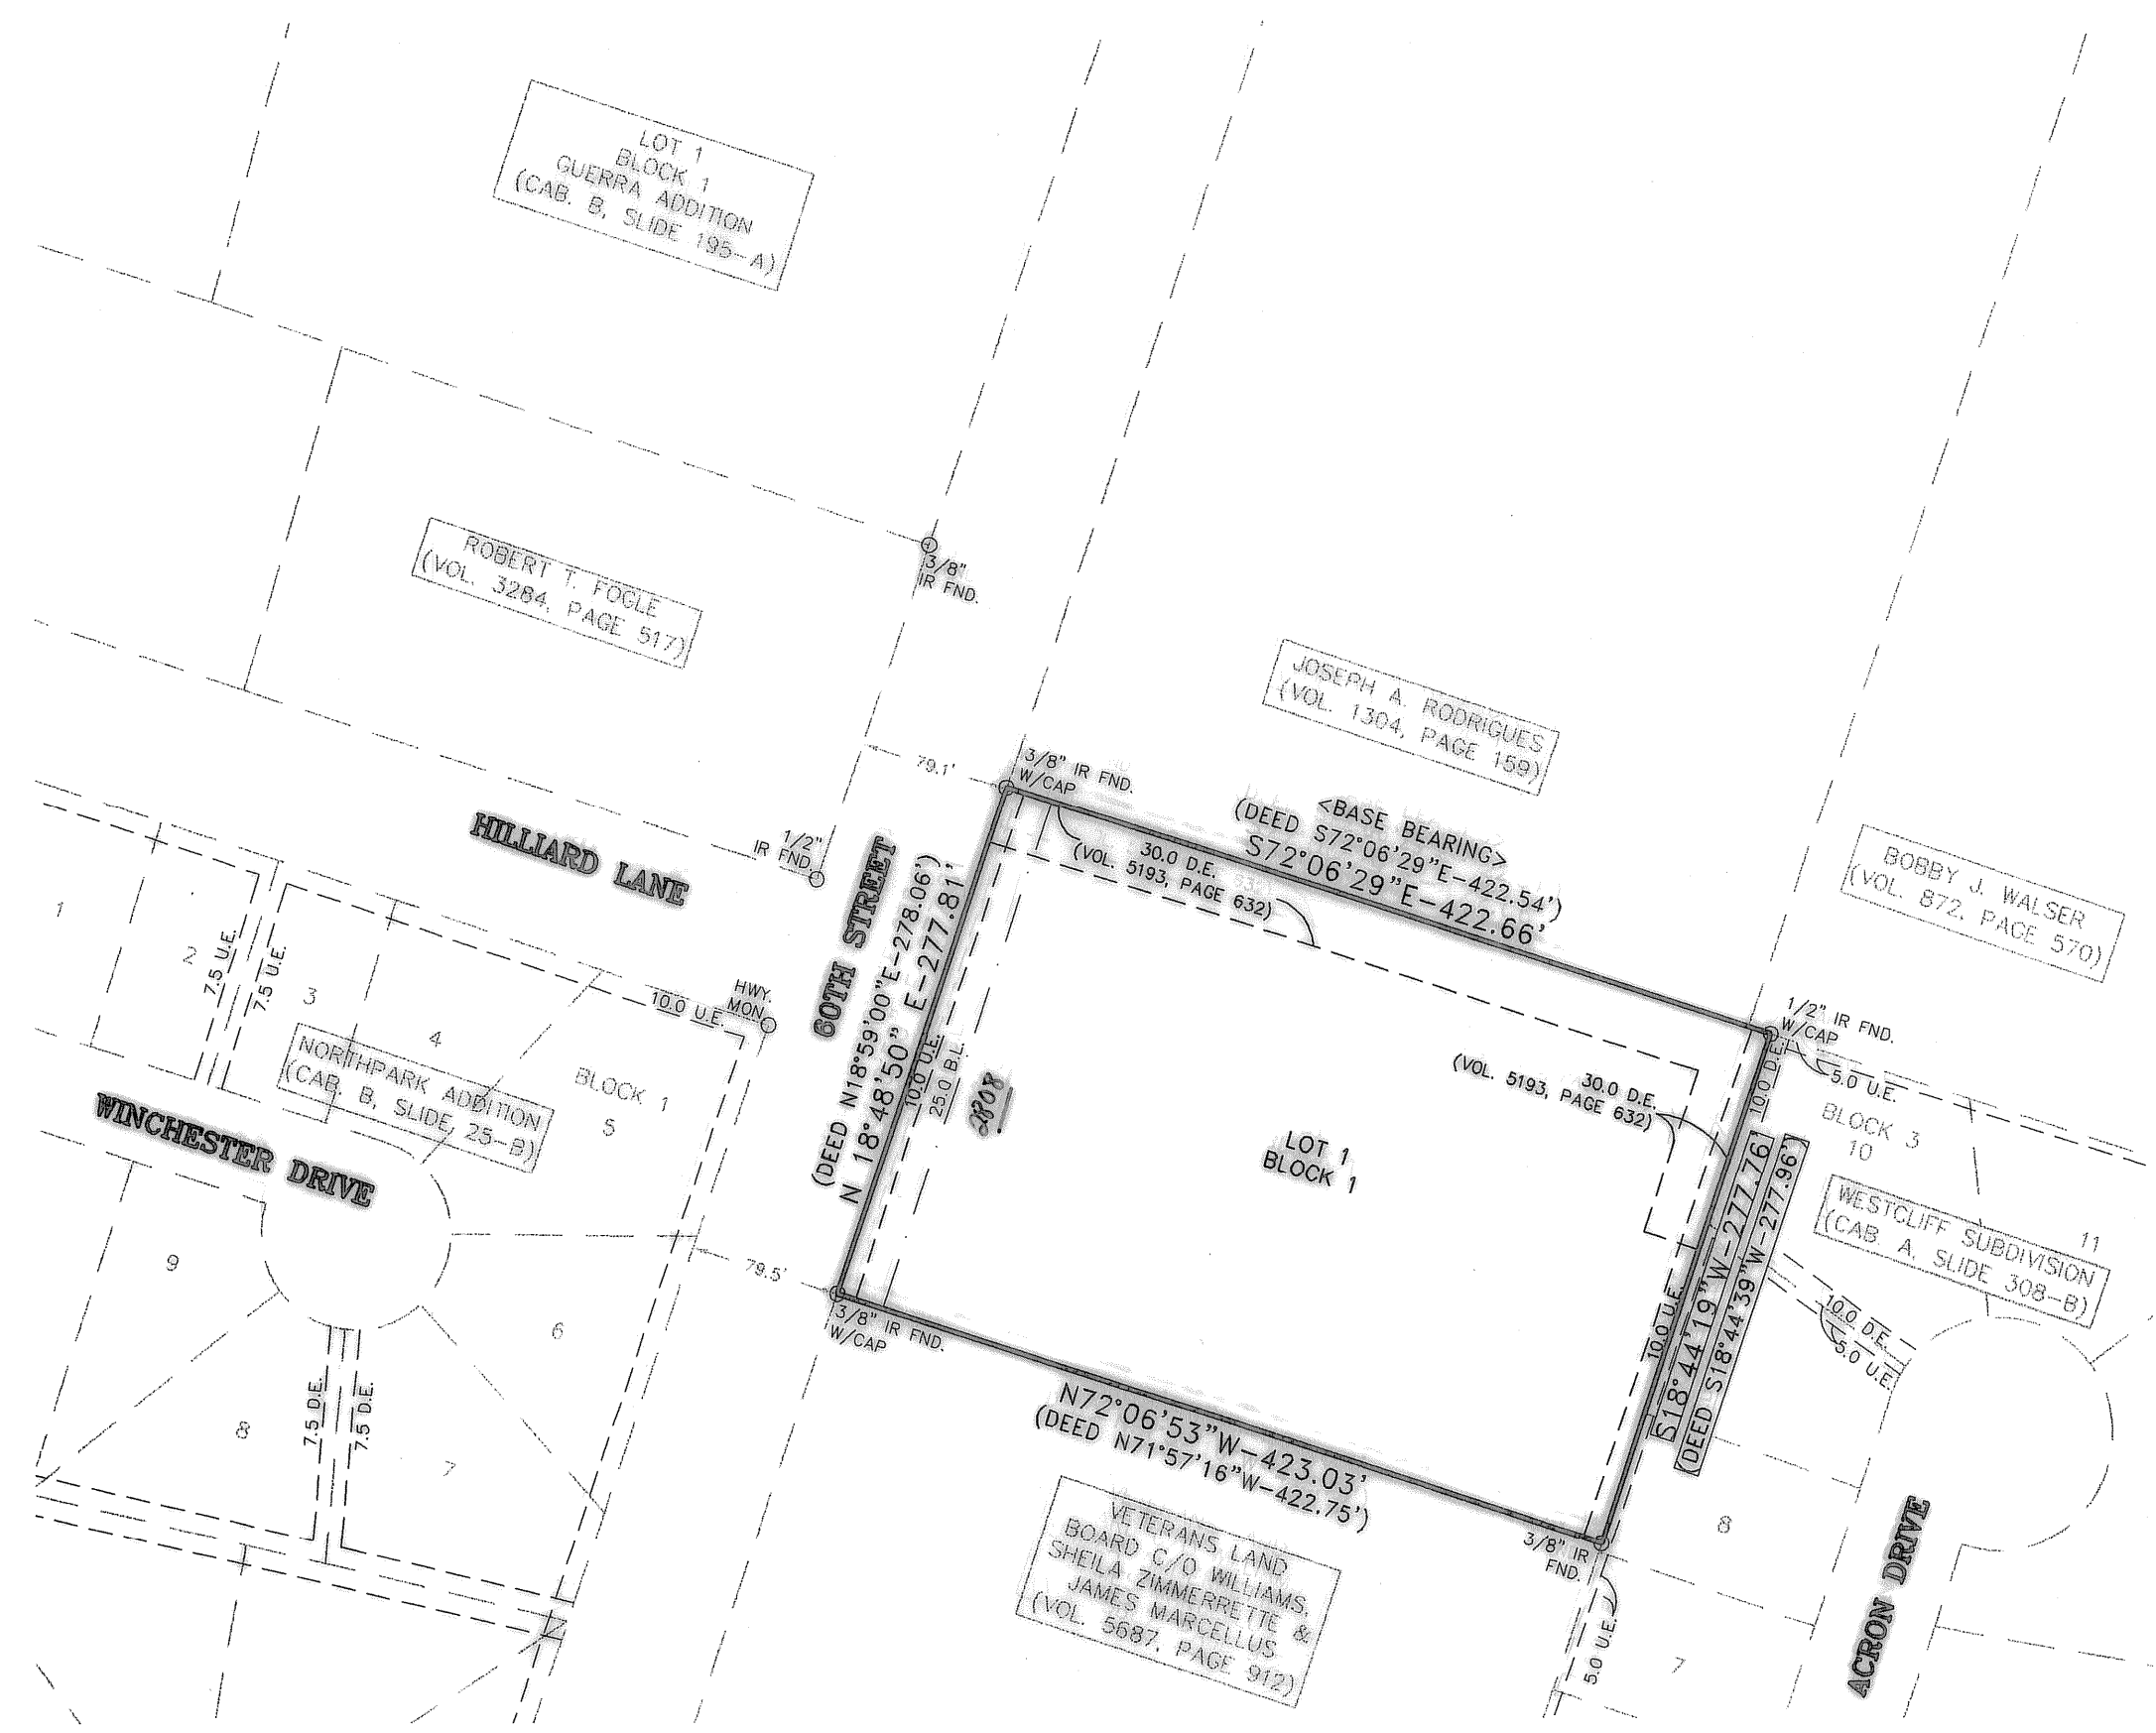 LOT 1
BLOCK 1
GUERRA ADDITION
(CAB. B, SLIDE 195-A)
ROBERT T. FOGLE
(VOL. 3284, PAGE 517)
3/8"
IR FND.
JOSEPH A. RODRIGUES
(VOL. 1304, PAGE 159)
79.1'
3/8" IR FND.
W/CAP
<BASE BEARING>
(DEED S72°06'29"E-422.54')
S72°06'29"E-422.66'
30.0 D.E.
(VOL. 5193, PAGE 632)
BOBBY J. WALSER
(VOL. 872, PAGE 570)
HILLIARD LANE
1/2"
IR FND.
60TH STREET
(DEED N18°59'00"E-278.06')
N 18°48'50" E-277.81'
10.0 U.E.
25.0 B.L.
2808
1
2
7.5 U.E.
7.5 U.E.
3
4
10.0 U.E.
HWY.
MON.
NORTHPARK ADDITION
(CAB. B, SLIDE 25-B)
BLOCK 1
5
WINCHESTER DRIVE
9
6
8
7
7.5 D.E.
7.5 D.E.
79.5'
3/8" IR FND.
W/CAP
LOT 1
BLOCK 1
30.0 D.E.
(VOL. 5193, PAGE 632)
1/2" IR FND.
W/CAP
10.0 D.E.
5.0 U.E.
BLOCK 3
10
WESTCLIFF SUBDIVISION
(CAB. A, SLIDE 308-B)
11
10.0 U.E.
S18°44'19"W-277.76'
(DEED S18°44'39"W-277.96')
10.0 D.E.
5.0 U.E.
N72°06'53"W-423.03'
(DEED N71°57'16"W-422.75')
VETERANS LAND
BOARD C/O WILLIAMS,
SHEILA ZIMMERRETTE &
JAMES MARCELLUS
(VOL. 5687, PAGE 912)
3/8" IR
FND.
5.0 U.E.
8
7
ACRON DRIVE